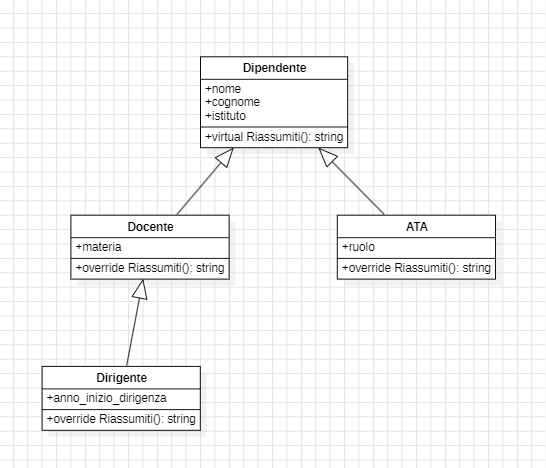 Dipendente
+nome
+cognome
+istituto
+virtual Riassumiti(): string
Docente
+materia
+override Riassumiti(): string
ATA
+ruolo
+override Riassumiti(): string
Dirigente
+anno_inizio_dirigenza
+override Riassumiti(): string